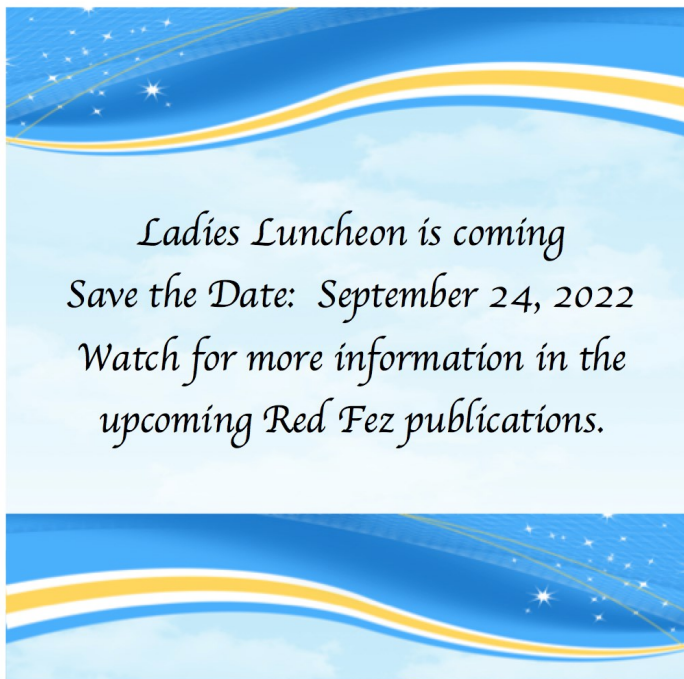 Ladies Luncheon is coming
Save the Date:  September 24, 2022
Watch for more information in the
upcoming Red Fez publications.